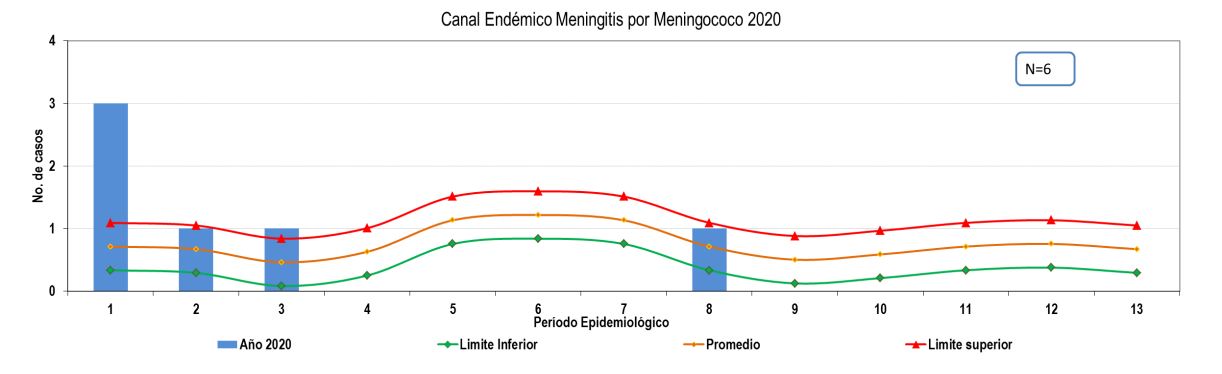 Canal Endémico Meningitis por Meningococo 2020
N=6
No. de casos
4
3
2
1
0
1 2 3 4 5 6 7 8 9 10 11 12 13
Período Epidemiológico
Año 2020 Limite Inferior Promedio Limite superior